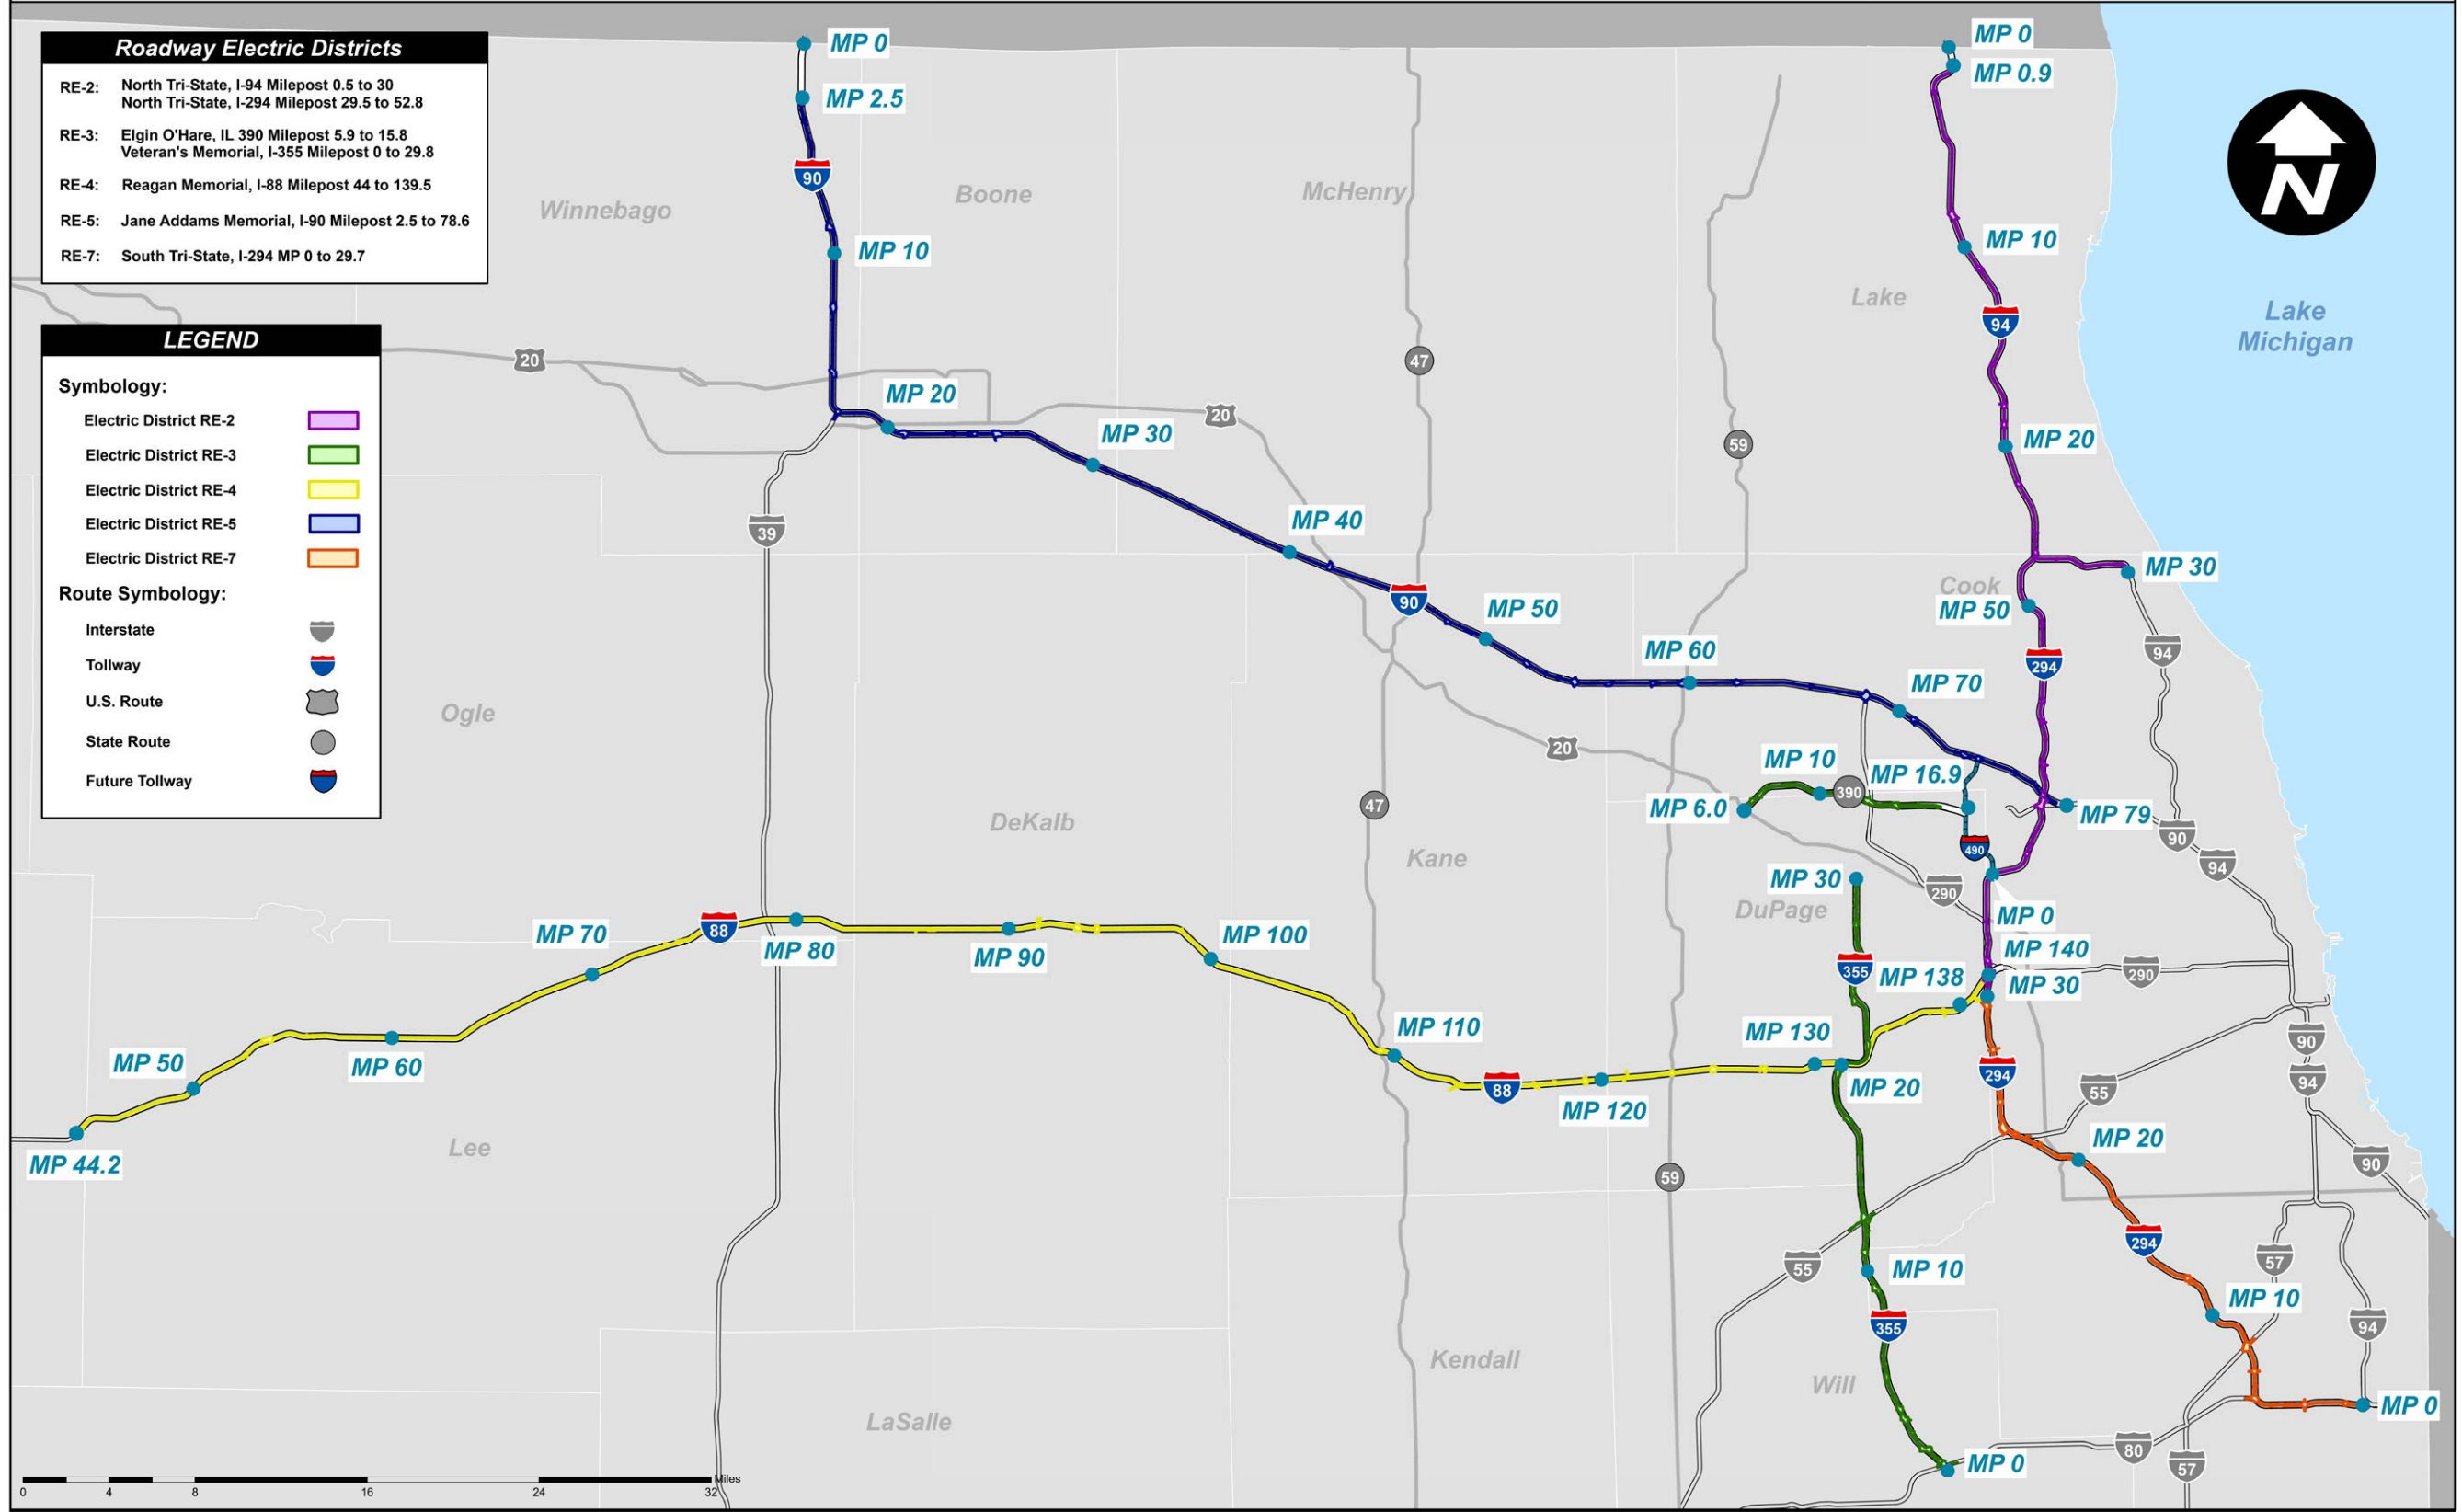 Roadway Electric Districts
RE-2: North Tri-State, I-94 Milepost 0.5 to 30
North Tri-State, I-294 Milepost 29.5 to 52.8
RE-3: Elgin O'Hare, IL 390 Milepost 5.9 to 15.8
Veteran's Memorial, I-355 Milepost 0 to 29.8
RE-4: Reagan Memorial, I-88 Milepost 44 to 139.5
RE-5: Jane Addams Memorial, I-90 Milepost 2.5 to 78.6
RE-7: South Tri-State, I-294 MP 0 to 29.7
LEGEND
Symbology:
Electric District RE-2
Electric District RE-3
Electric District RE-4
Electric District RE-5
Electric District RE-7
Route Symbology:
Interstate
Tollway
U.S. Route
State Route
Future Tollway
MP 0
MP 2.5
90
MP 10
Winnebago
Boone
McHenry
Lake
MP 0
MP 0.9
MP 10
94
N
Lake
Michigan
20
47
20
59
MP 20
MP 30
MP 20
39
MP 40
90
MP 50
MP 60
MP 70
Cook
MP 30
MP 50
294
94
Ogle
20
MP 10
MP 16.9
390
MP 6.0
MP 79
47
DeKalb
Kane
490
90
94
MP 30
DuPage
290
MP 0
MP 70
88
MP 80
MP 90
MP 100
355
MP 138
MP 140
MP 30
290
MP 50
MP 60
MP 110
MP 130
88
MP 120
MP 20
294
55
90
94
MP 44.2
Lee
59
MP 20
90
55
MP 10
294
57
355
MP 10
94
Kendall
Will
LaSalle
MP 0
MP 0
80
57
0 4 8 16 24 32
Miles